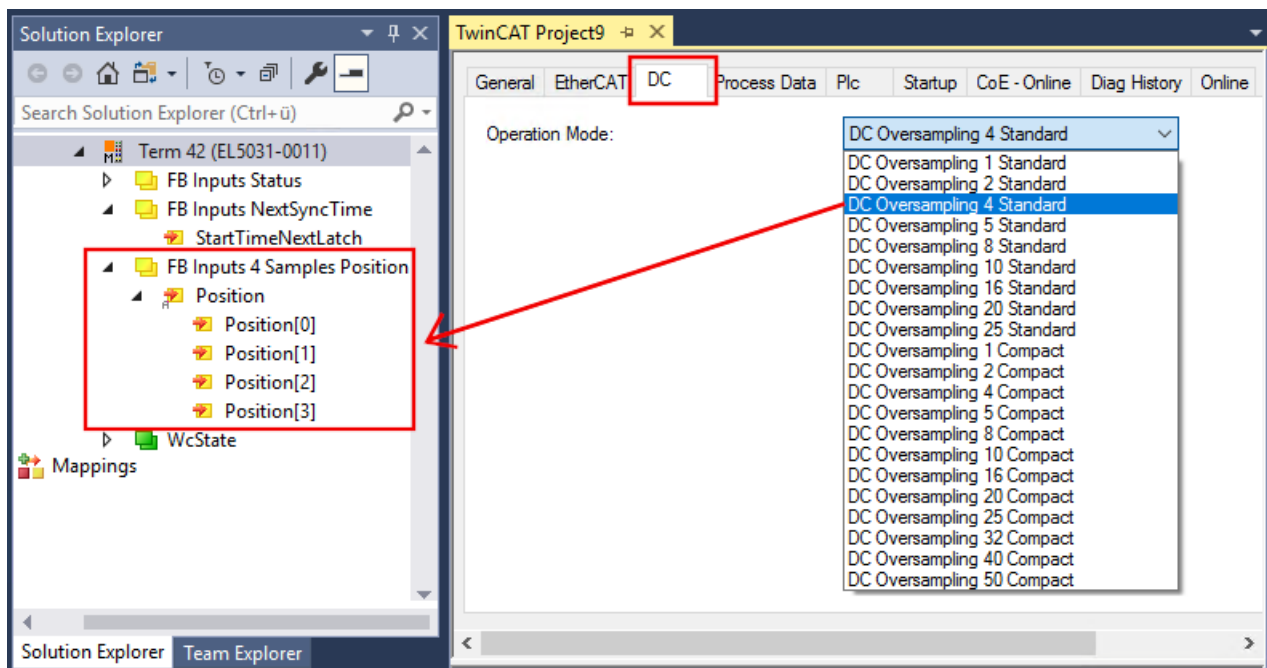 Solution Explorer
Search Solution Explorer (Ctrl+ü)
Term 42 (EL5031-0011)
FB Inputs Status
FB Inputs NextSyncTime
StartTimeNextLatch
FB Inputs 4 Samples Position
Position
Position[0]
Position[1]
Position[2]
Position[3]
WcState
Mappings
Solution Explorer Team Explorer
TwinCAT Project9
General EtherCAT DC Process Data Plc Startup CoE - Online Diag History Online
Operation Mode: DC Oversampling 4 Standard
DC Oversampling 1 Standard
DC Oversampling 2 Standard
DC Oversampling 4 Standard
DC Oversampling 5 Standard
DC Oversampling 8 Standard
DC Oversampling 10 Standard
DC Oversampling 16 Standard
DC Oversampling 20 Standard
DC Oversampling 25 Standard
DC Oversampling 1 Compact
DC Oversampling 2 Compact
DC Oversampling 4 Compact
DC Oversampling 5 Compact
DC Oversampling 8 Compact
DC Oversampling 10 Compact
DC Oversampling 16 Compact
DC Oversampling 20 Compact
DC Oversampling 25 Compact
DC Oversampling 32 Compact
DC Oversampling 40 Compact
DC Oversampling 50 Compact